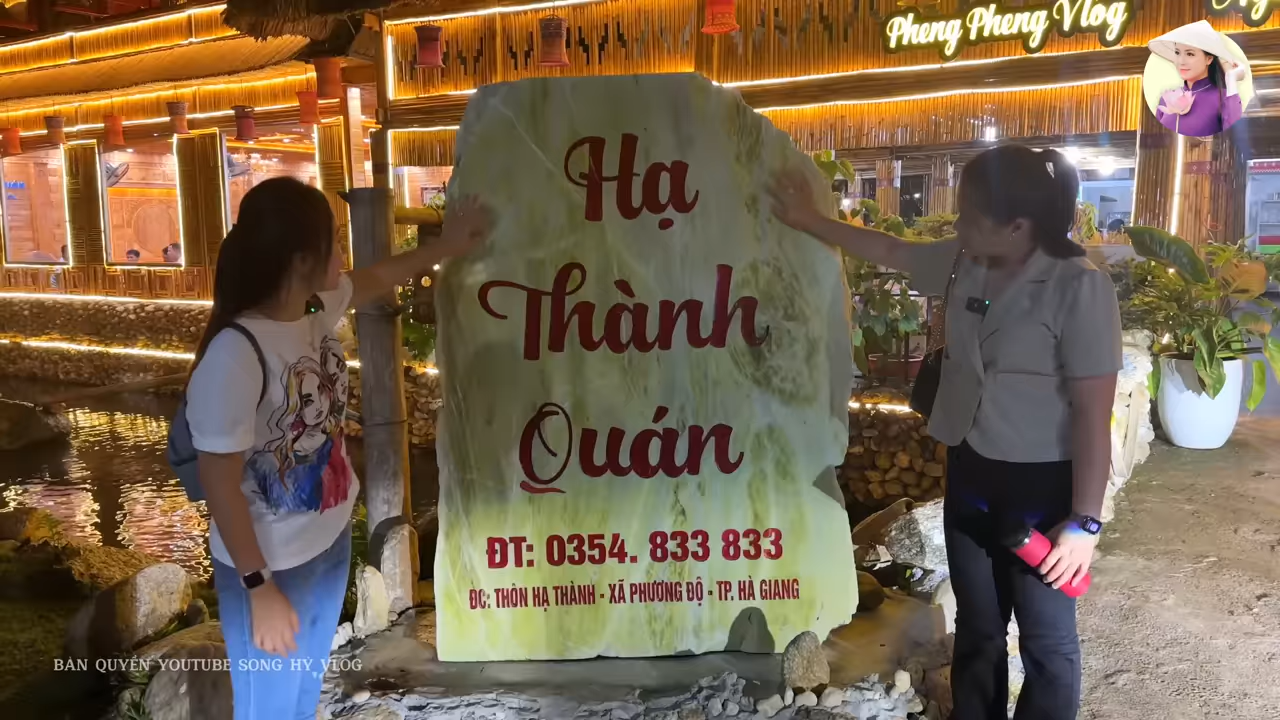 Pheng Pheng Vlog
Hạ
Thành
Quán
ĐT: 0354. 833 833
ĐC: THÔN HẠ THÀNH - XÃ PHƯƠNG ĐỘ - TP. HÀ GIANG
BẢN QUYỀN YOUTUBE SONG HỶ VLOG